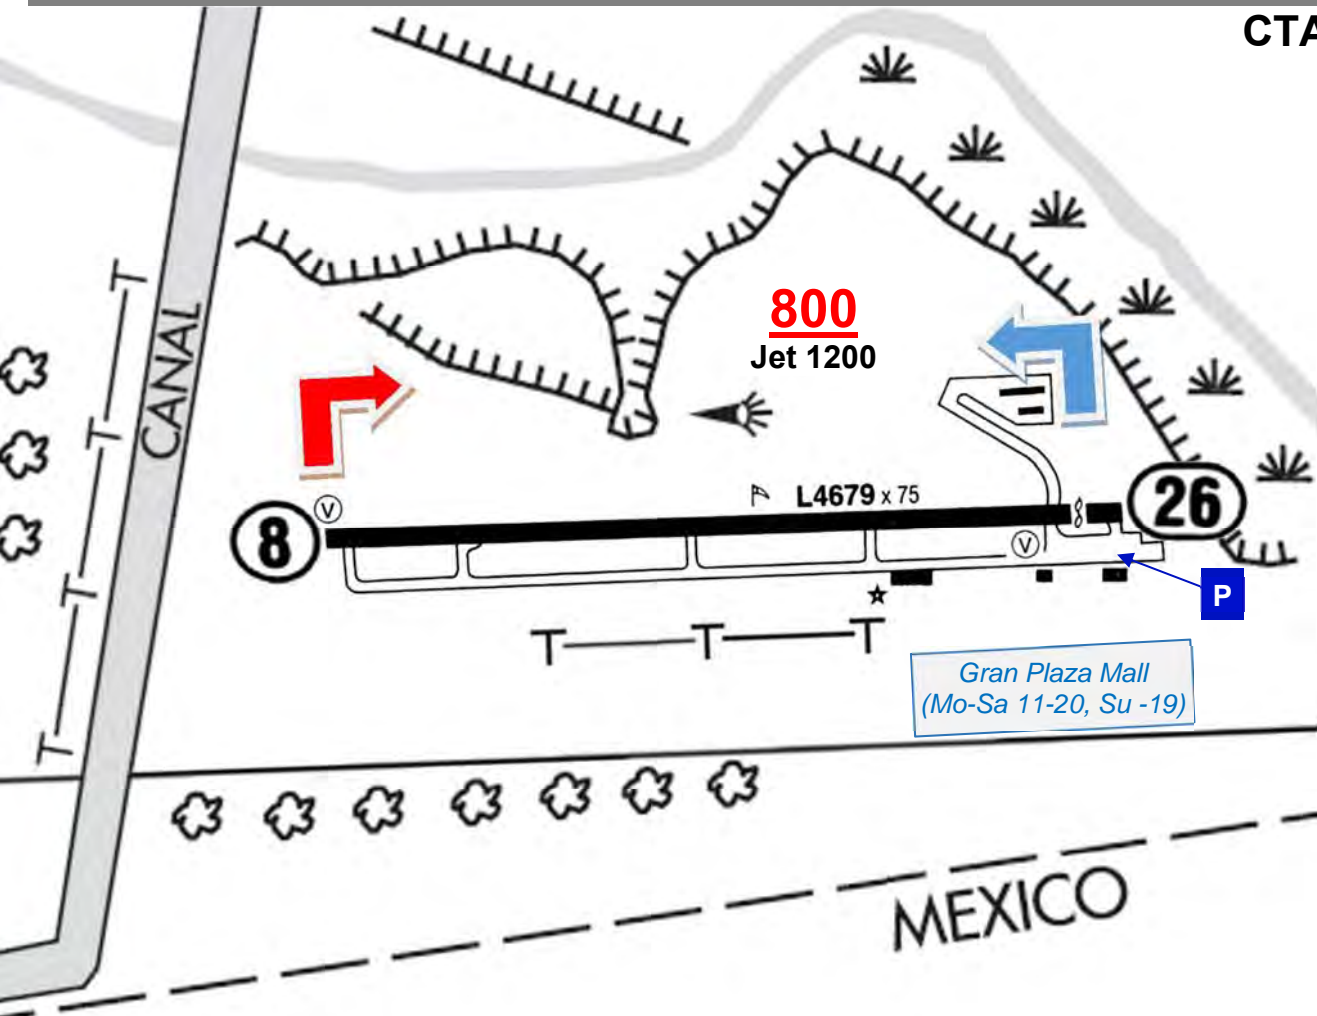 CTA
800
Jet 1200
CANAL
L4679 x 75
8
V
26
V
P
T
T
T
T
T
T
T
Gran Plaza Mall
(Mo-Sa 11-20, Su -19)
MEXICO